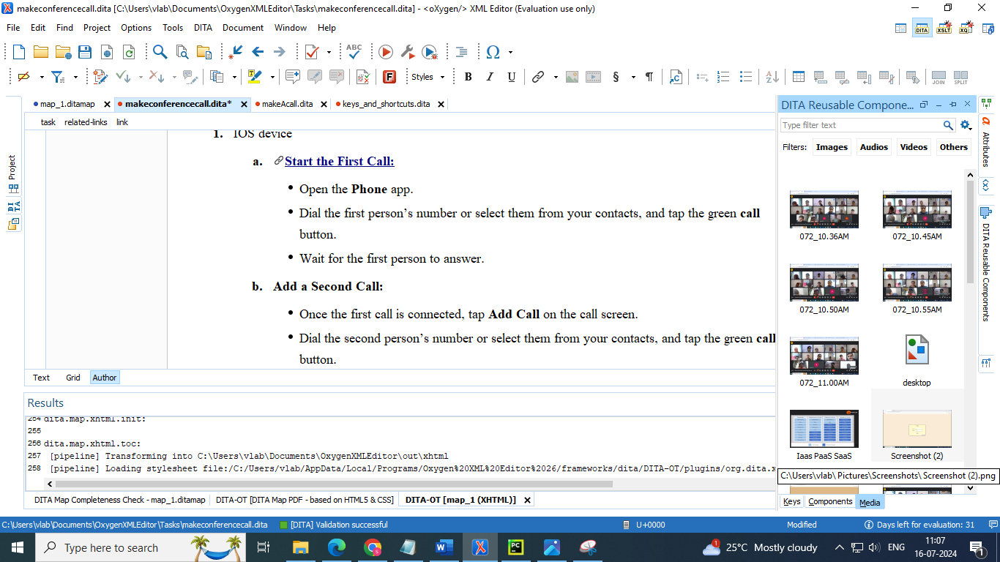 makeconferencecall.dita [C:\Users\vlab\Documents\OxygenXMLEditor\Tasks\makeconferencecall.dita] - <oXygen/> XML Editor (Evaluation use only)
File Edit Find Project Options Tools DITA Document Window Help
DITA XSLT XQ
ABC
Styles B I U § ¶ JOIN SPLIT
map_1.ditamap makeconferencecall.dita* makeAcall.dita keys_and_shortcuts.dita
task related-links link
1. IOS device
a. Start the First Call:
• Open the Phone app.
• Dial the first person’s number or select them from your contacts, and tap the green call
button.
• Wait for the first person to answer.
b. Add a Second Call:
• Once the first call is connected, tap Add Call on the call screen.
• Dial the second person’s number or select them from your contacts, and tap the green call
button.
Text Grid Author
Project
DITA
Results
254 dita.map.xhtml.init:
255
256 dita.map.xhtml.toc:
257 [pipeline] Transforming into C:\Users\vlab\Documents\OxygenXMLEditor\out\xhtml
258 [pipeline] Loading stylesheet file:/C:/Users/vlab/AppData/Local/Programs/Oxygen%20XML%20Editor%2026/frameworks/dita/DITA-OT/plugins/org.dita.x
DITA Map Completeness Check - map_1.ditamap DITA-OT [DITA Map PDF - based on HTML5 & CSS] DITA-OT [map_1 (XHTML)]
DITA Reusable Compone...
Type filter text
Filters: Images Audios Videos Others
072_10.36AM 072_10.45AM
072_10.50AM 072_10.55AM
072_11.00AM desktop
Iaas PaaS SaaS Screenshot (2)
C:\Users\vlab\ Pictures\Screenshots\ Screenshot (2).png
Keys Components Media
Attributes
DITA Reusable Components
C:\Users\vlab\Documents\OxygenXMLEditor\Tasks\makeconferencecall.dita [DITA] Validation successful U+0000 Modified Days left for evaluation: 31
Type here to search
25°C Mostly cloudy ENG 11:07
16-07-2024
1